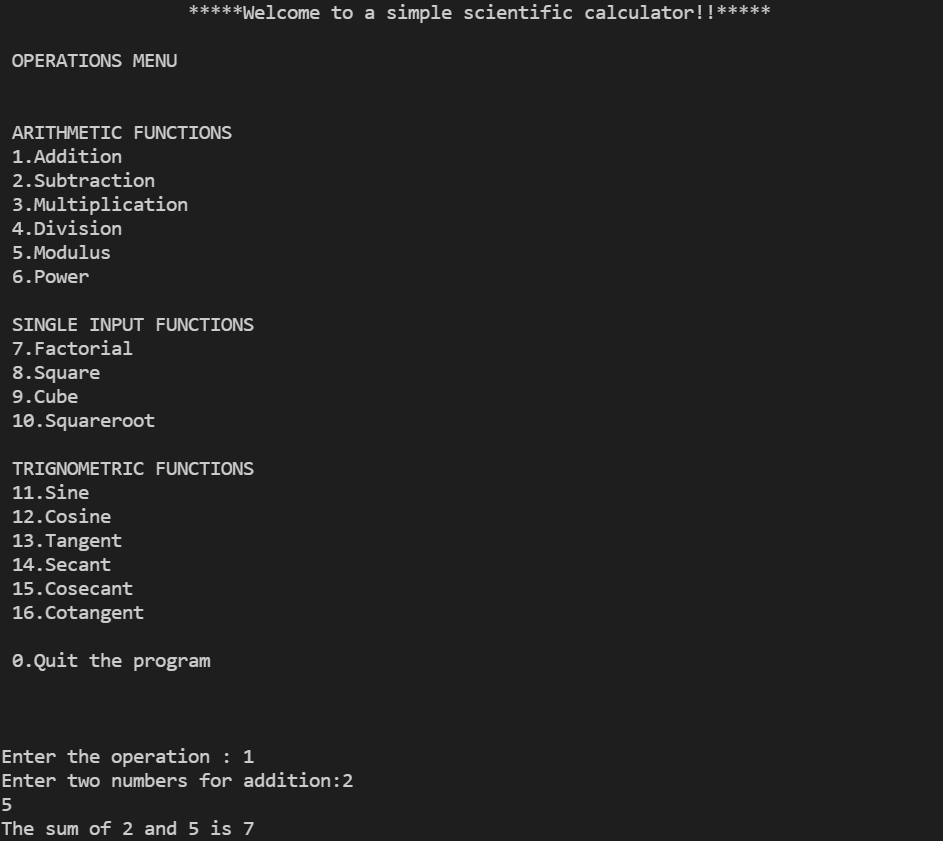 *****Welcome to a simple scientific calculator!!*****
OPERATIONS MENU
ARITHMETIC FUNCTIONS
1.Addition
2.Subtraction
3.Multiplication
4.Division
5.Modulus
6.Power
SINGLE INPUT FUNCTIONS
7.Factorial
8.Square
9.Cube
10.Squareroot
TRIGNOMETRIC FUNCTIONS
11.Sine
12.Cosine
13.Tangent
14.Secant
15.Cosecant
16.Cotangent
0.Quit the program
Enter the operation : 1
Enter two numbers for addition:2
5
The sum of 2 and 5 is 7